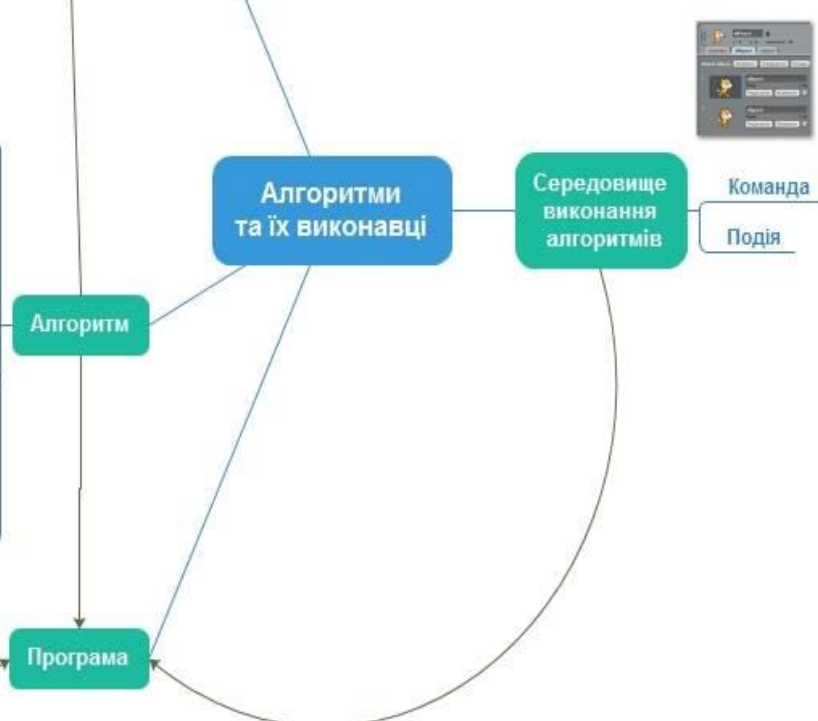 Алгоритми
та їх виконавці
Середовище
виконання
алгоритмів
Команда
Подія
Алгоритм
Програма